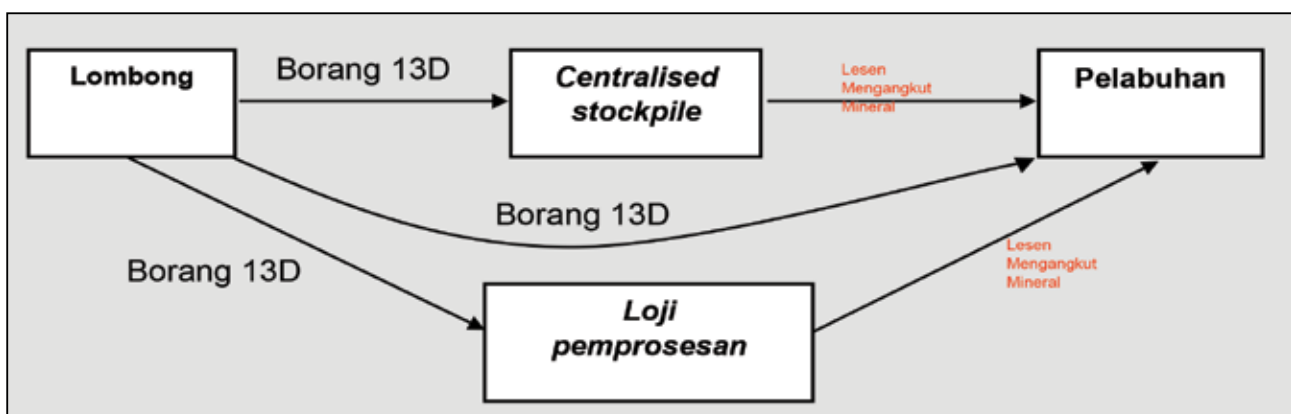 Lombong
Borang 13D
Centralised
stockpile
Lesen
Mengangkut
Mineral
Pelabuhan
Borang 13D
Borang 13D
Lesen
Mengangkut
Mineral
Loji
pemprosesan